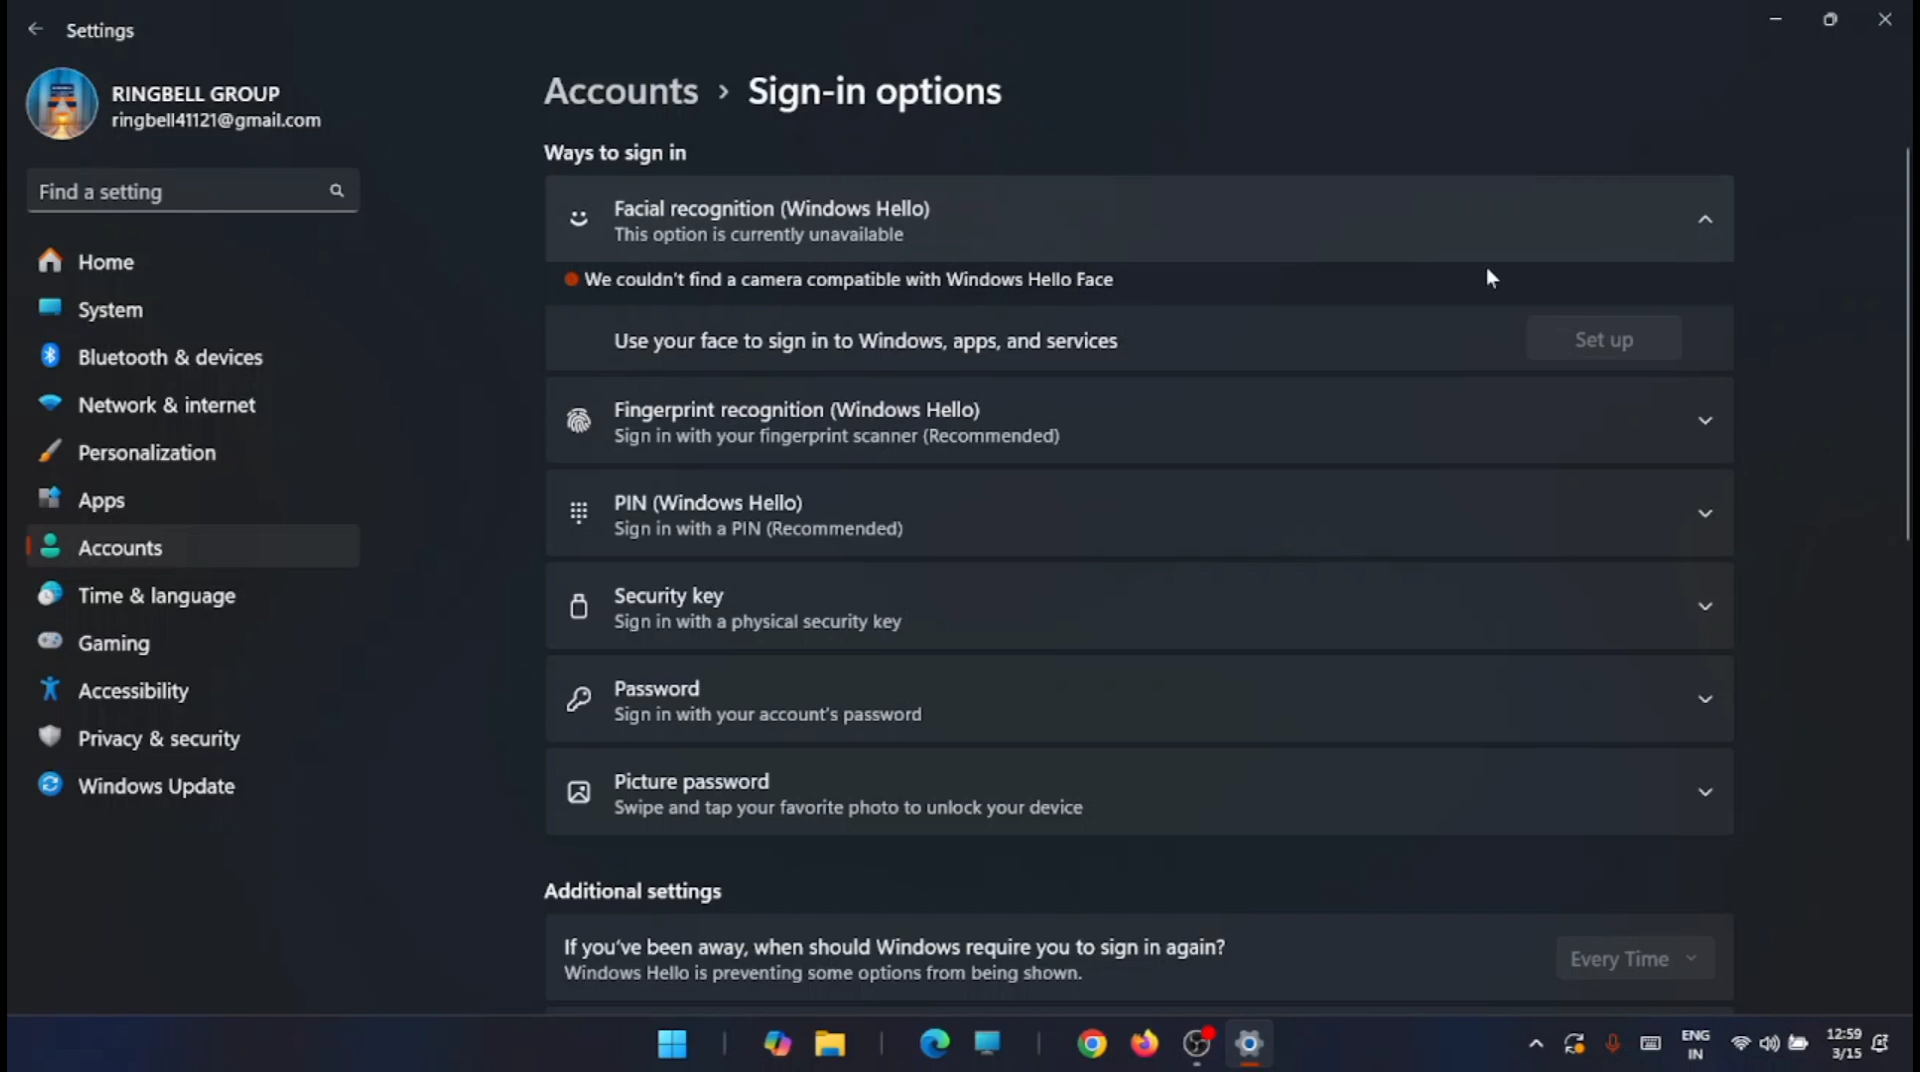 Settings
RINGBELL GROUP
ringbell41121@gmail.com
Find a setting
Home
System
Bluetooth & devices
Network & internet
Personalization
Apps
Accounts
Time & language
Gaming
Accessibility
Privacy & security
Windows Update
Accounts › Sign-in options
Ways to sign in
Facial recognition (Windows Hello)
This option is currently unavailable
We couldn't find a camera compatible with Windows Hello Face
Use your face to sign in to Windows, apps, and services
Set up
Fingerprint recognition (Windows Hello)
Sign in with your fingerprint scanner (Recommended)
PIN (Windows Hello)
Sign in with a PIN (Recommended)
Security key
Sign in with a physical security key
Password
Sign in with your account's password
Picture password
Swipe and tap your favorite photo to unlock your device
Additional settings
If you've been away, when should Windows require you to sign in again?
Windows Hello is preventing some options from being shown.
Every Time
ENG
IN
12:59
3/15